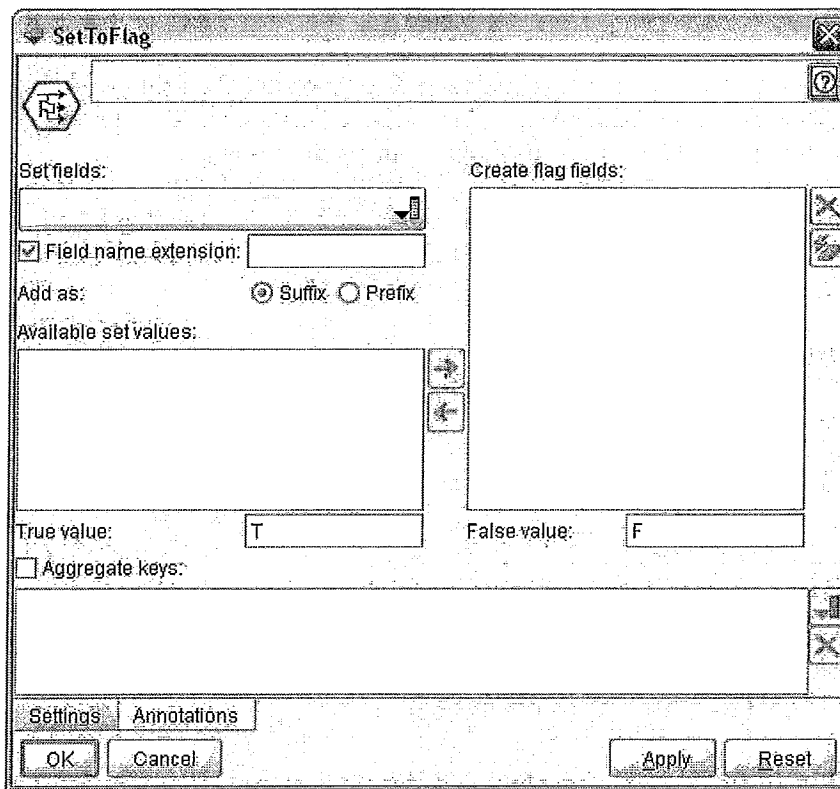 SetToFlag
?
Set fields:
Create flag fields:
Field name extension:
Add as: Suffix Prefix
Available set values:
True value: T
False value: F
Aggregate keys:
Settings Annotations
OK Cancel Apply Reset